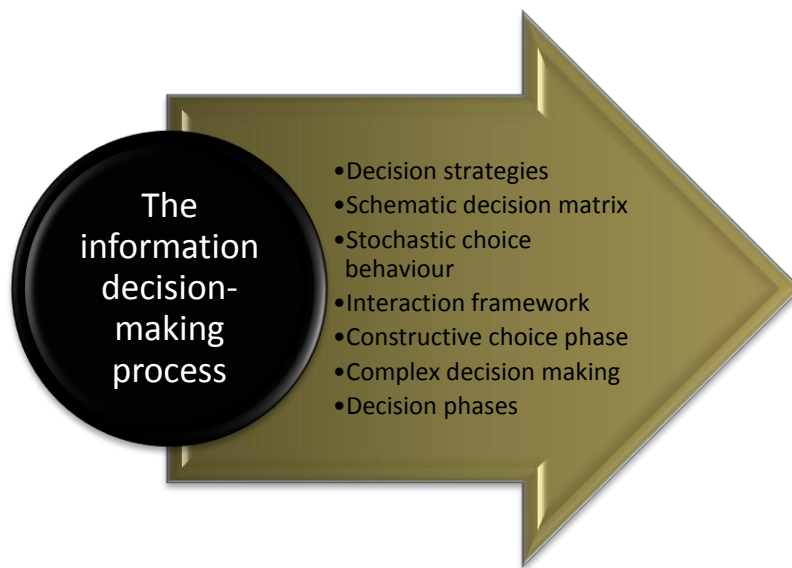 The
information
decision-
making
process
•Decision strategies
•Schematic decision matrix
•Stochastic choice
behaviour
•Interaction framework
•Constructive choice phase
•Complex decision making
•Decision phases